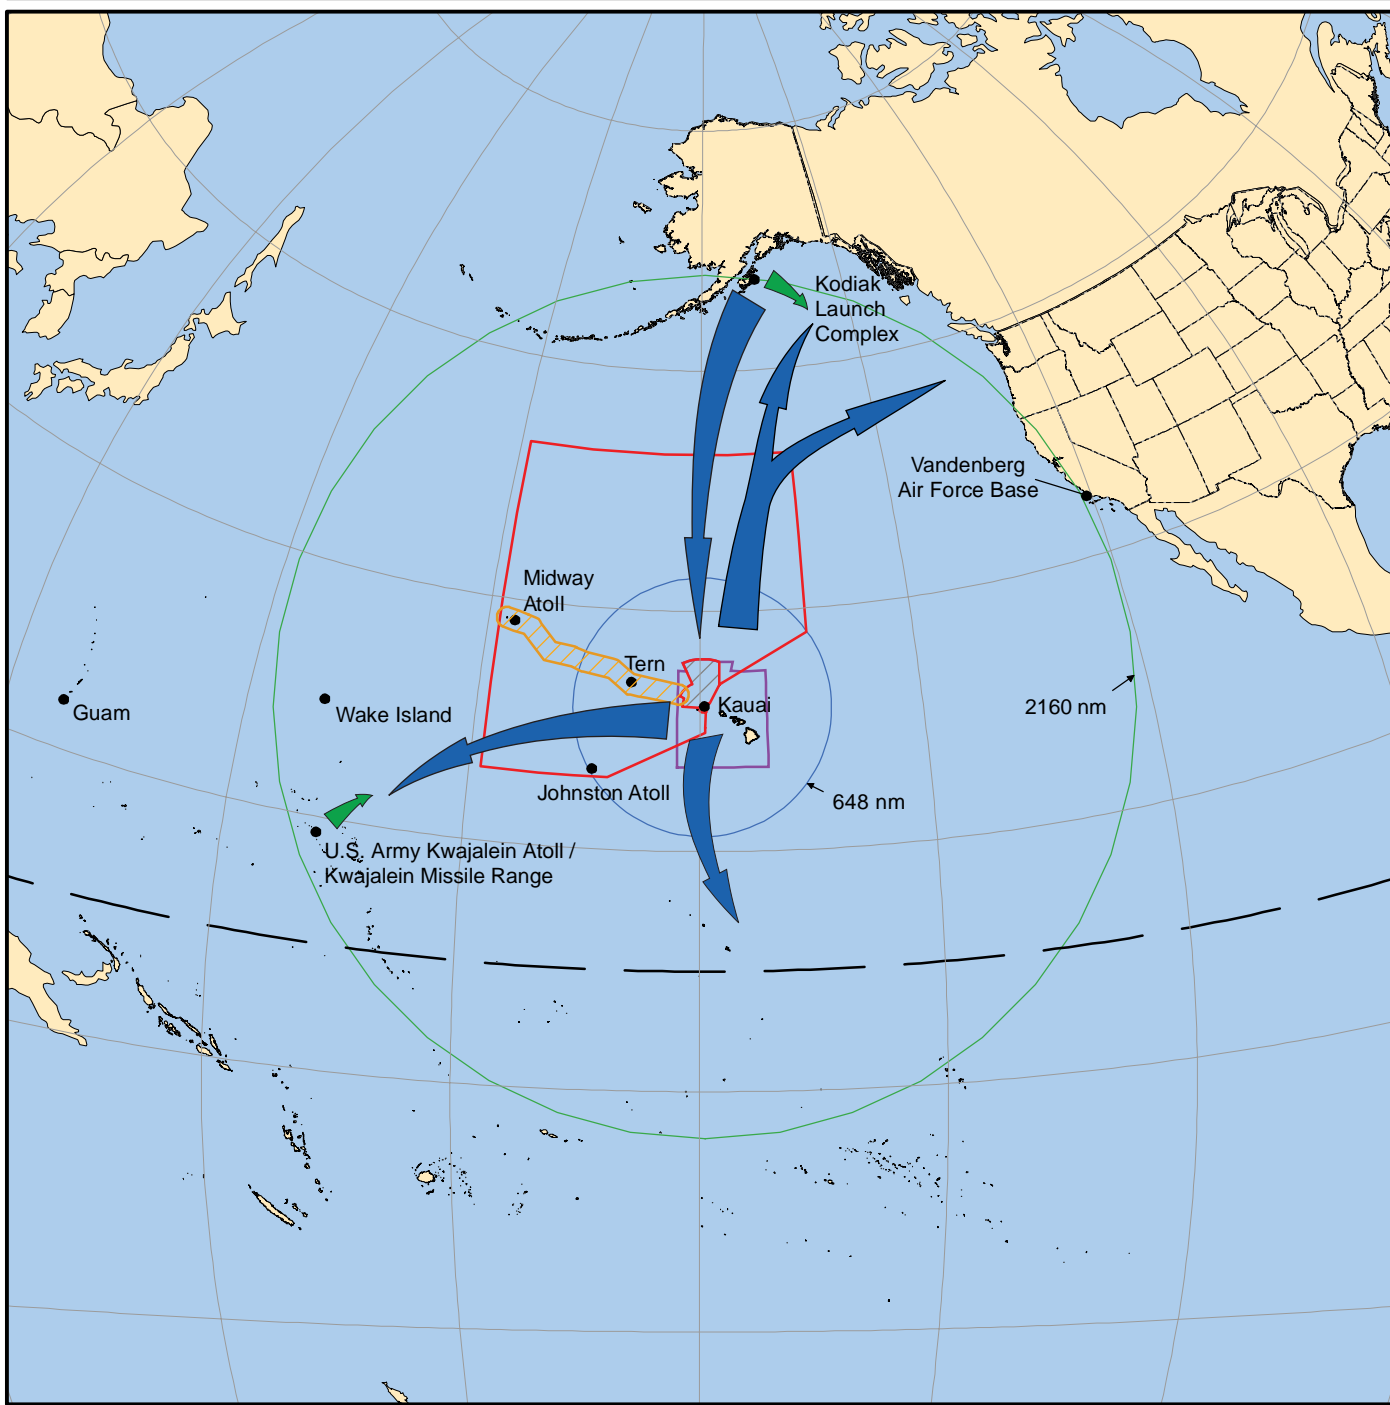 Kodiak
Launch
Complex
Vandenberg
Air Force Base
Midway
Atoll
Tern
Kauai
Guam
Wake Island
2160 nm
Johnston Atoll
648 nm
U.S. Army Kwajalein Atoll /
Kwajalein Missile Range